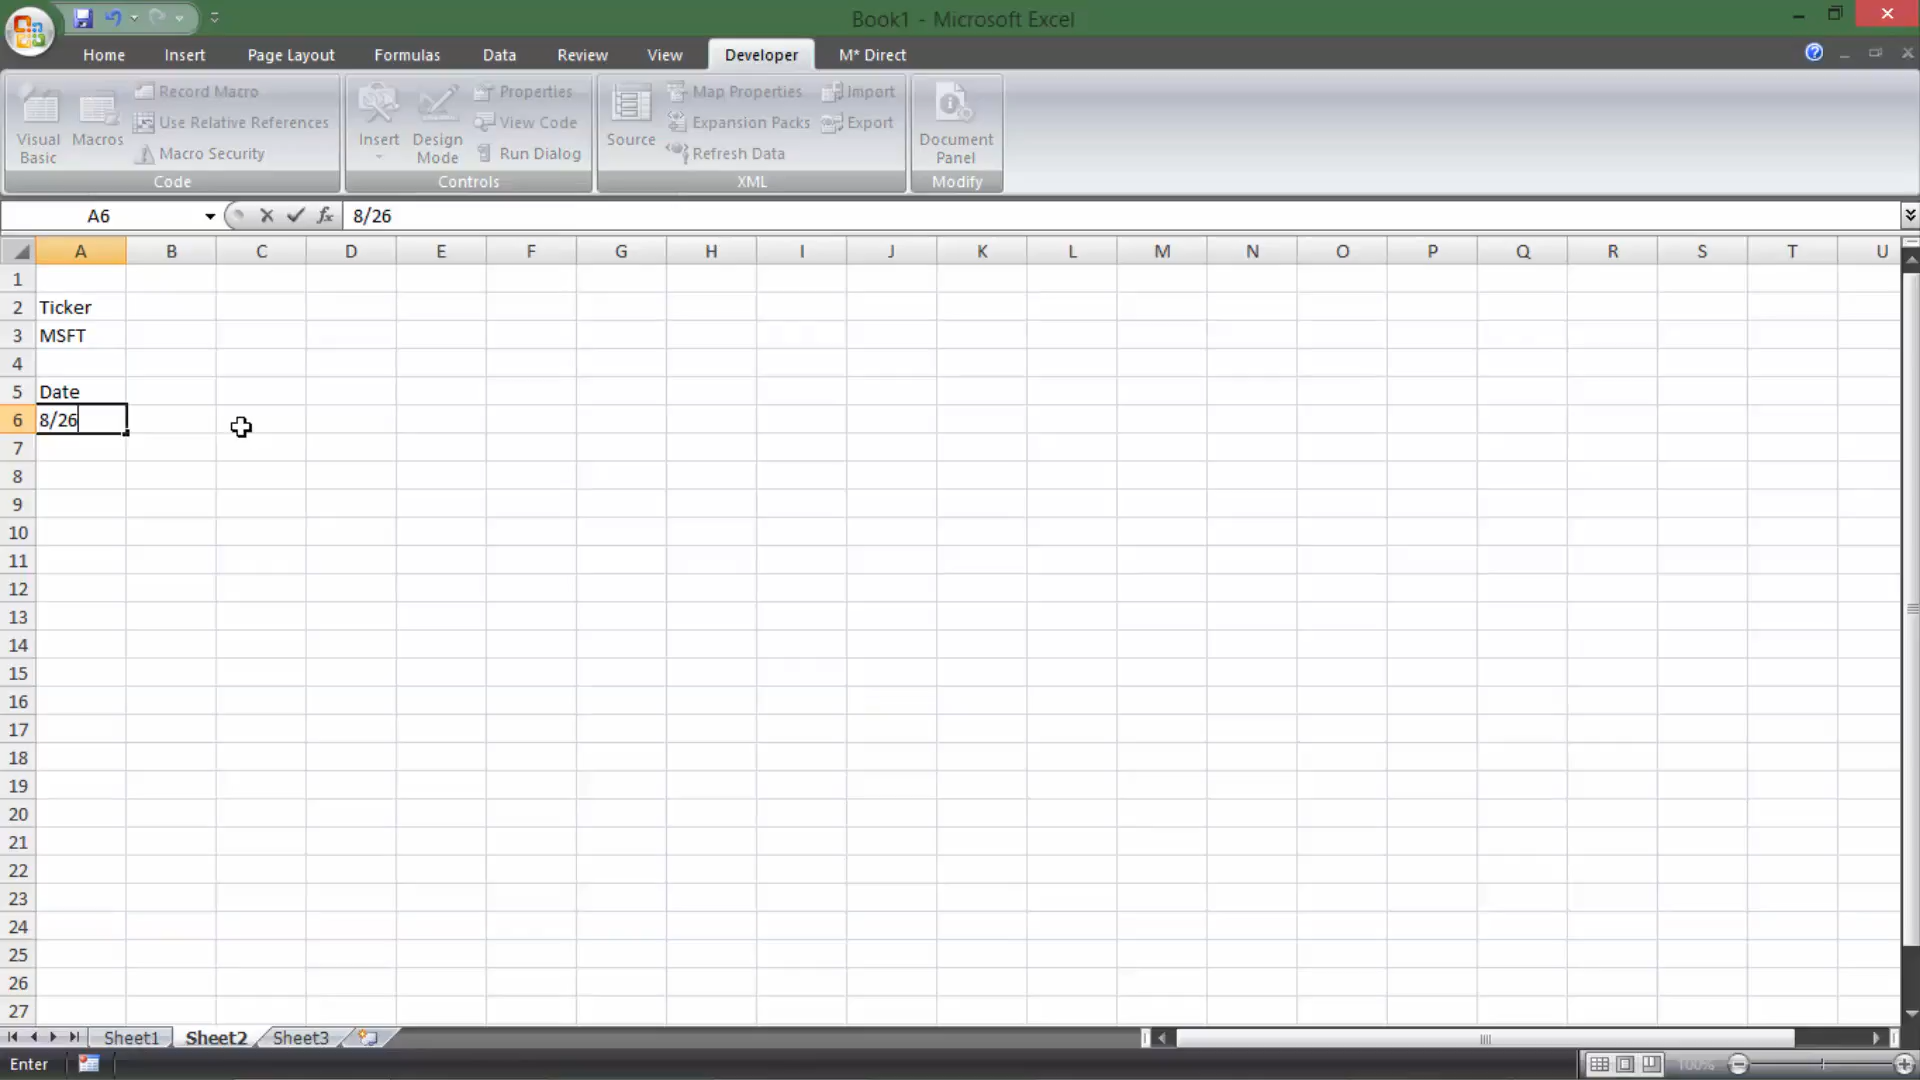 Book1 - Microsoft Excel
Home Insert Page Layout Formulas Data Review View Developer M* Direct
Visual Basic
Macros
Record Macro
Use Relative References
Macro Security
Code
Insert
Design Mode
Properties
View Code
Run Dialog
Controls
Source
Map Properties
Expansion Packs
Refresh Data
Import
Export
XML
Document Panel
Modify
A6 fx 8/26
A B C D E F G H I J K L M N O P Q R S T U
1
2 Ticker
3 MSFT
4
5 Date
6 8/26
7
8
9
10
11
12
13
14
15
16
17
18
19
20
21
22
23
24
25
26
27
Sheet1 Sheet2 Sheet3
Enter 100%